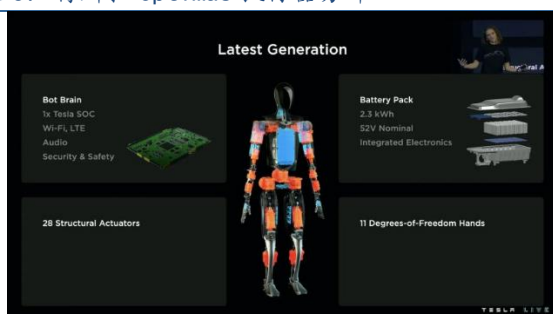 Latest Generation
Bot Brain
1x Tesla SOC
Wi-Fi, LTE
Audio
Security & Safety
Battery Pack
2.3 kWh
52V Nominal
Integrated Electronics
28 Structural Actuators
11 Degrees-of-Freedom Hands
TESLA LIVE